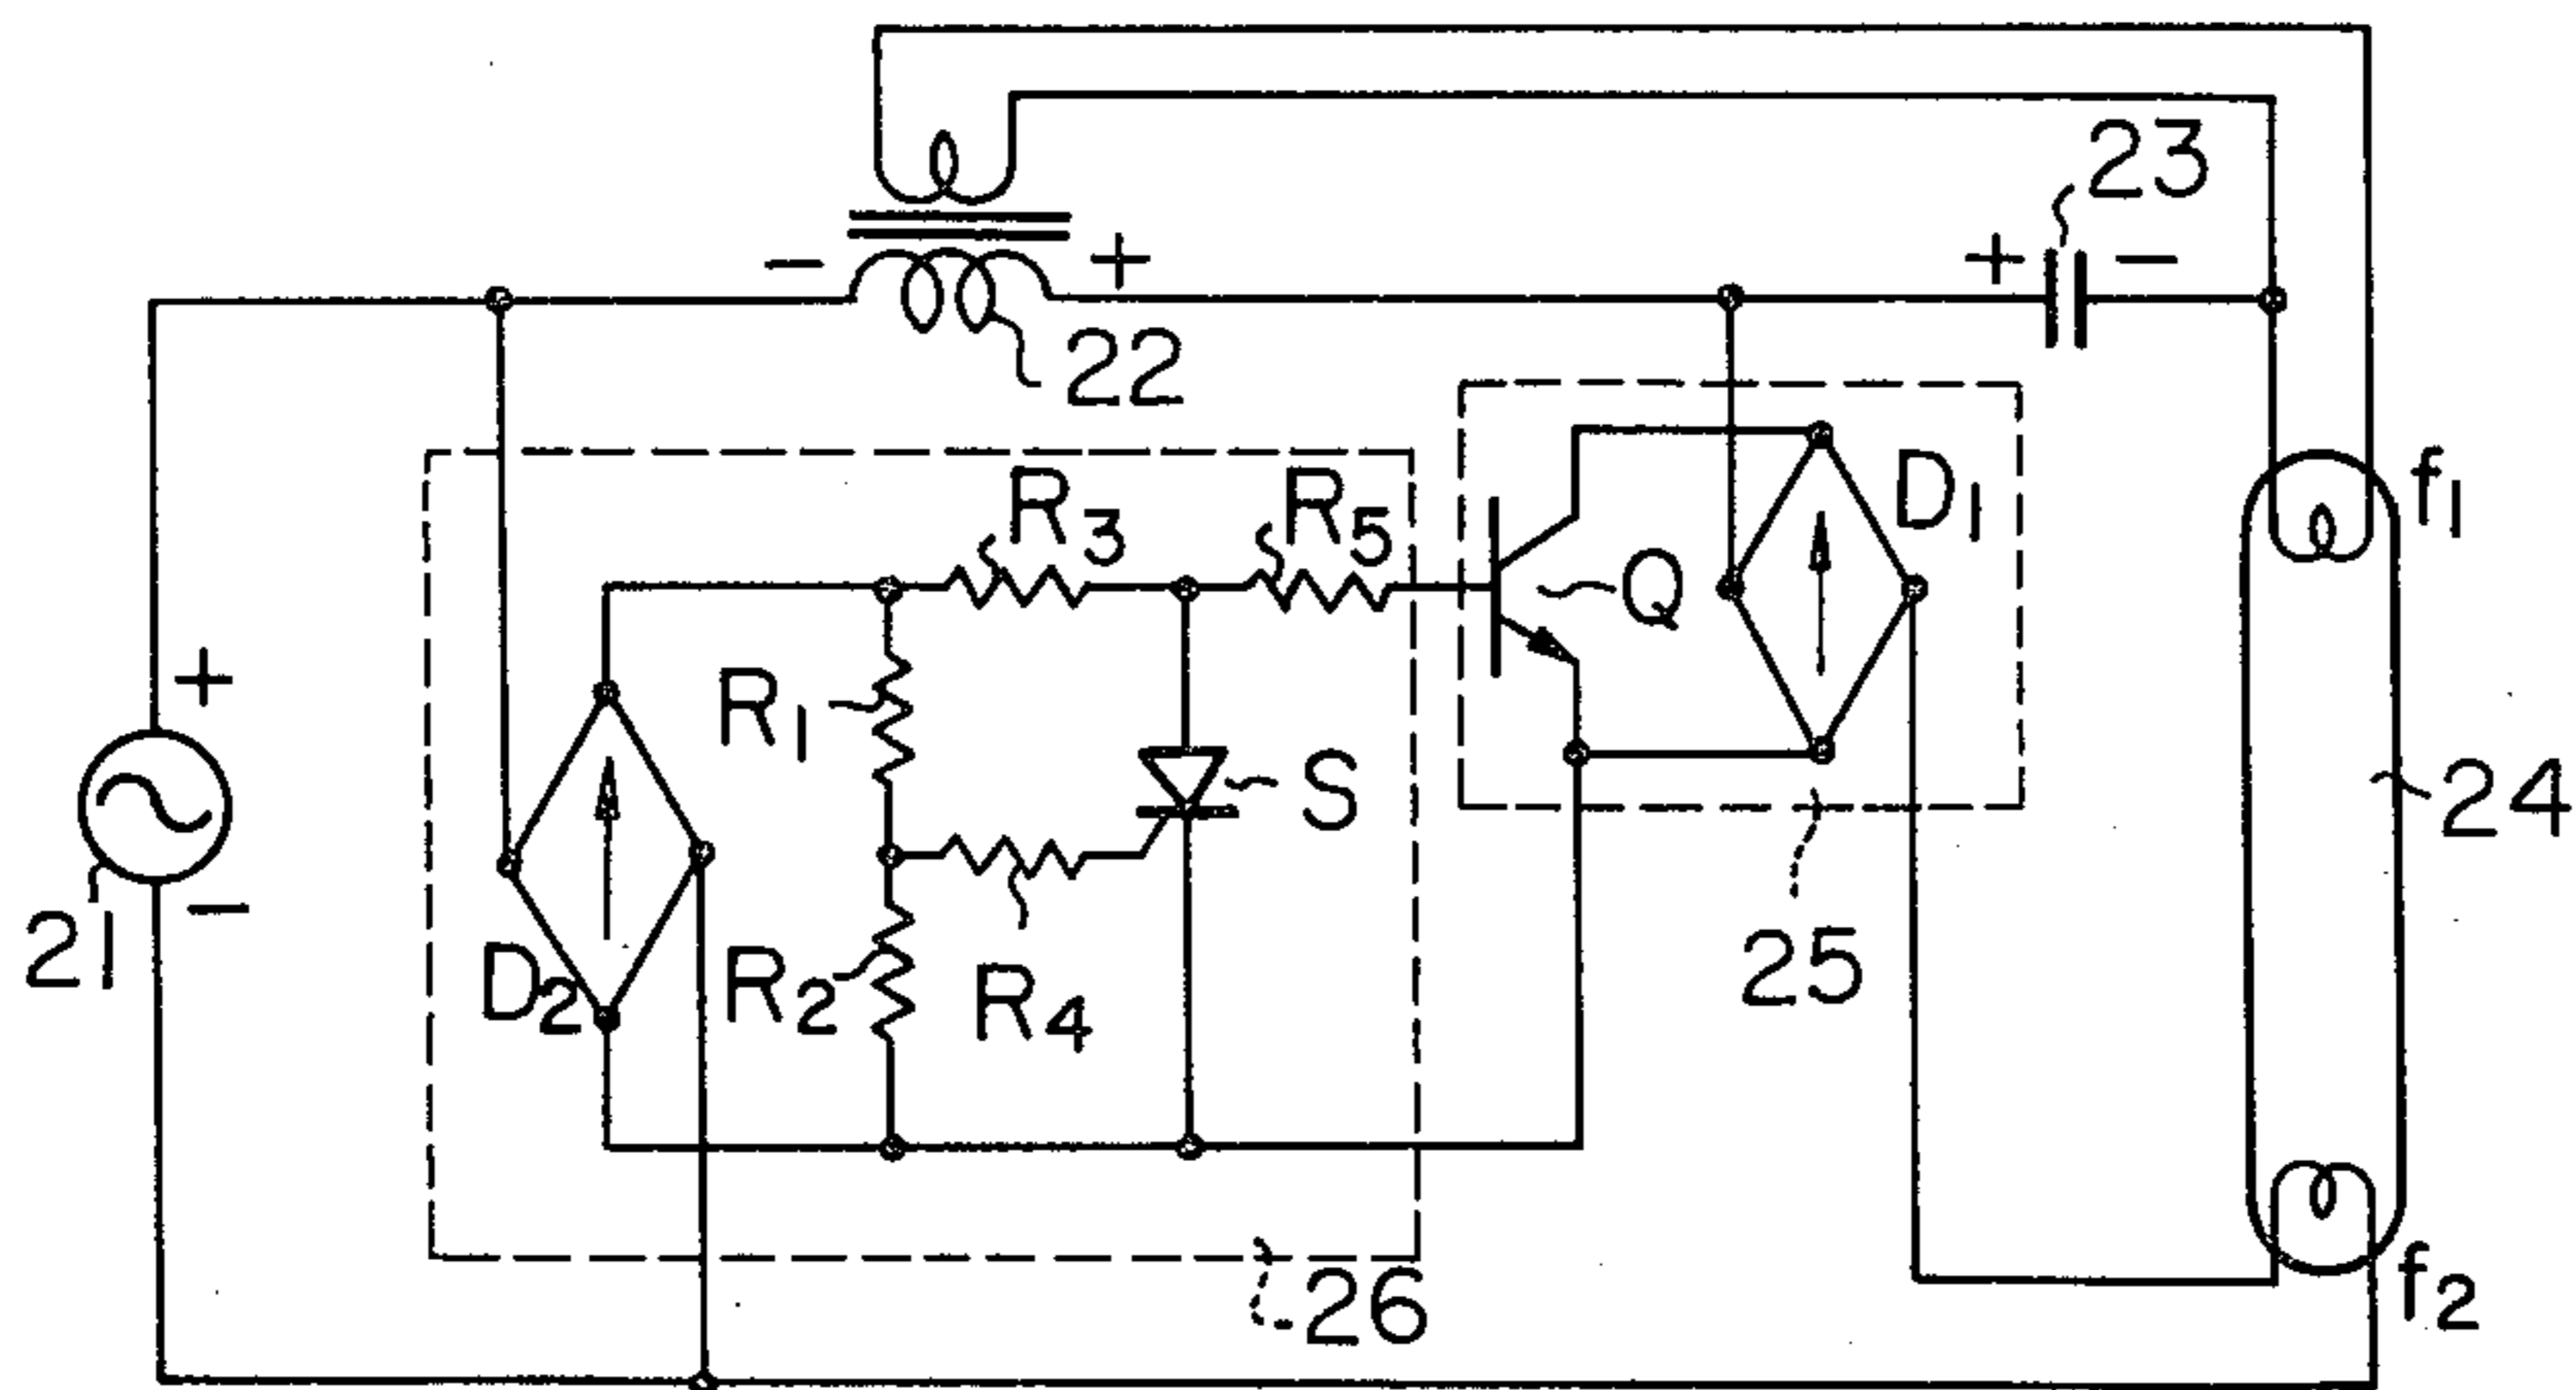 23
− + + −
22
R3 R5 D1 f1
Q
+
R1
S
24
21 −
D2 R2 R4 25
26 f2